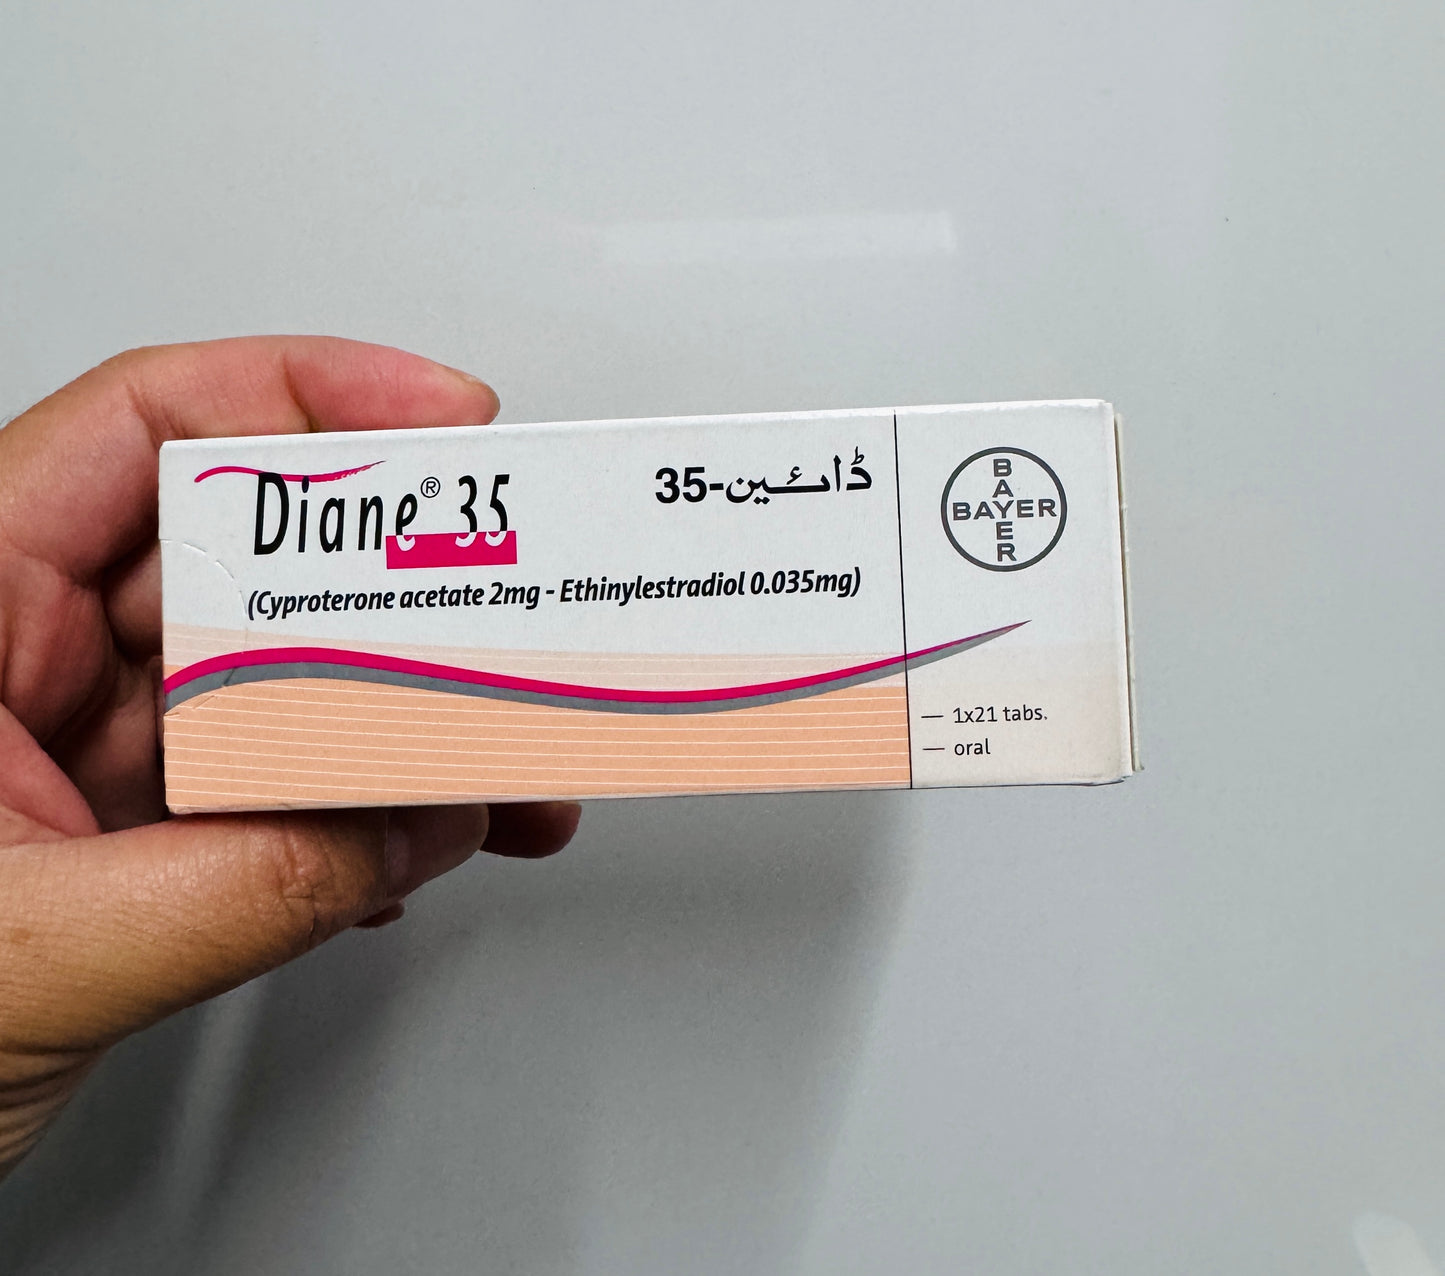 Diane® 35
ڈائین-35
(Cyproterone acetate 2mg - Ethinylestradiol 0.035mg)
BAYER
BAYER
— 1x21 tabs.
— oral